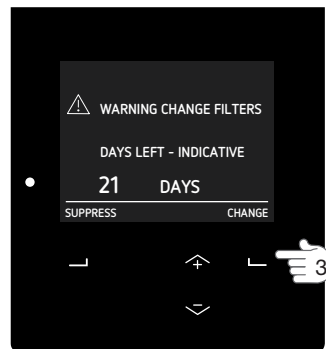 WARNING CHANGE FILTERS
DAYS LEFT - INDICATIVE
21 DAYS
SUPPRESS CHANGE
3